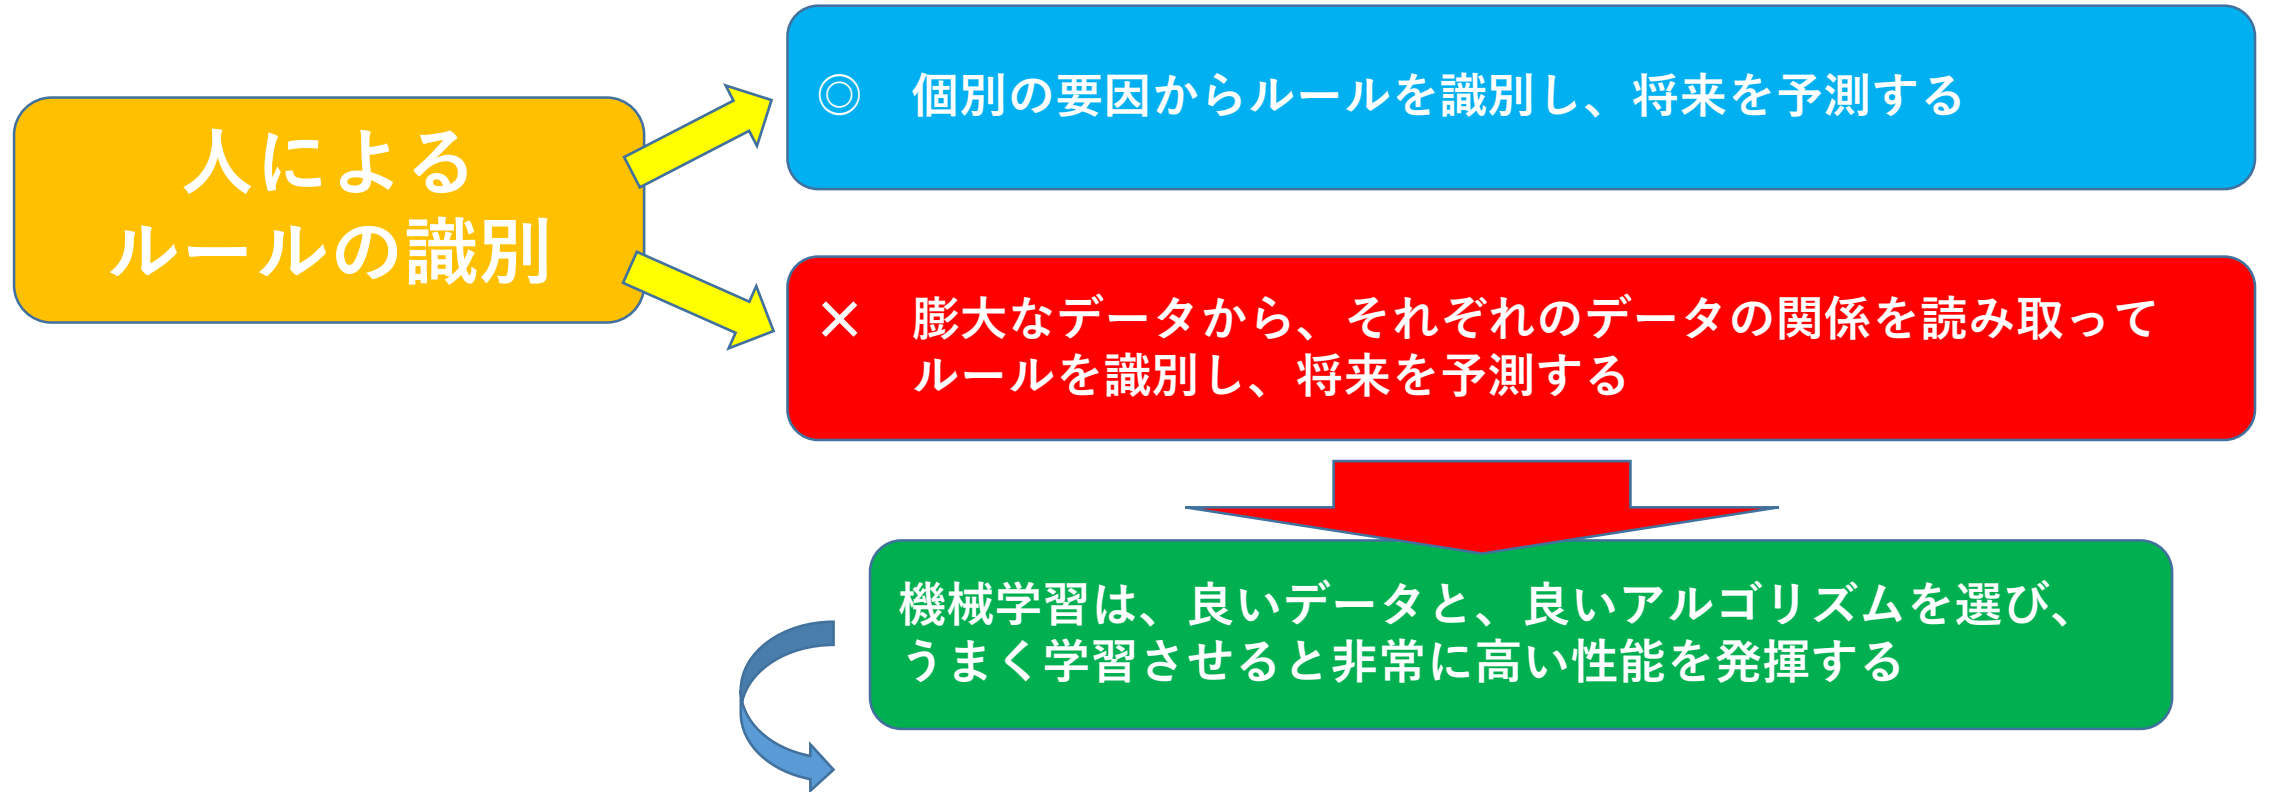 人による
ルールの識別
◎ 個別の要因からルールを識別し、将来を予測する
✕ 膨大なデータから、それぞれのデータの関係を読み取って
ルールを識別し、将来を予測する
機械学習は、良いデータと、良いアルゴリズムを選び、
うまく学習させると非常に高い性能を発揮する